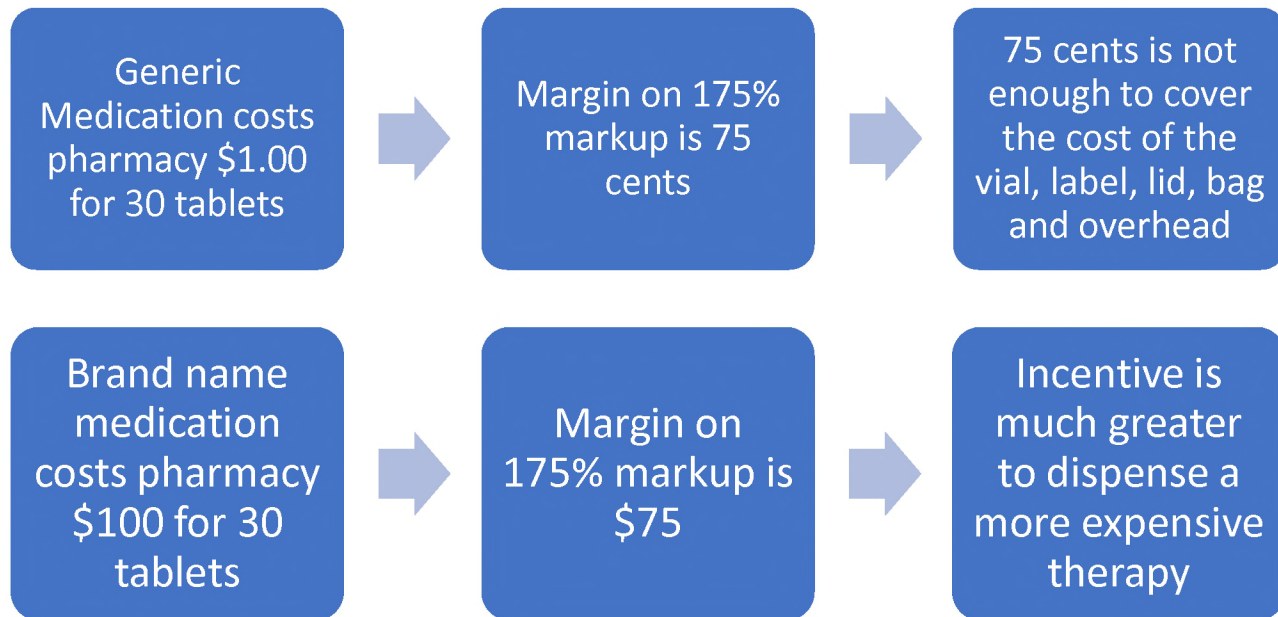 Generic
Medication costs
pharmacy $1.00
for 30 tablets
Margin on 175%
markup is 75
cents
75 cents is not
enough to cover
the cost of the
vial, label, lid, bag
and overhead
Brand name
medication
costs pharmacy
$100 for 30
tablets
Margin on
175% markup is
$75
Incentive is
much greater
to dispense a
more expensive
therapy